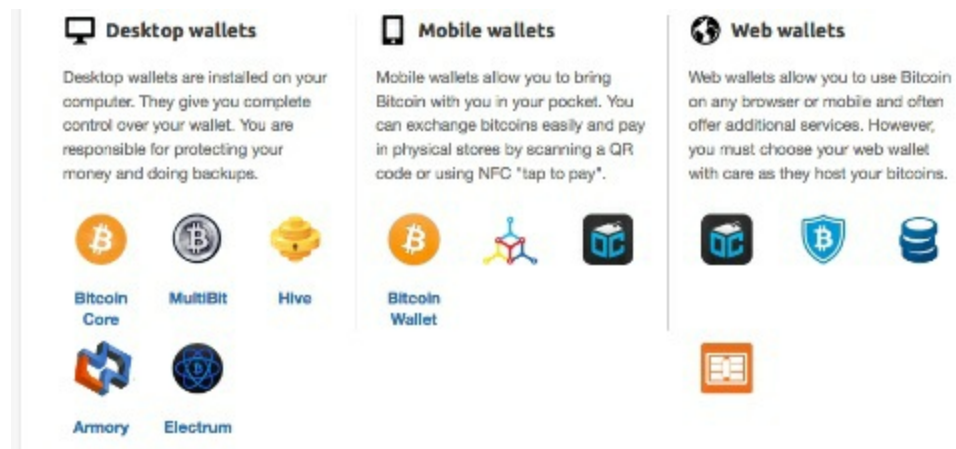 Desktop wallets
Desktop wallets are installed on your
computer. They give you complete
control over your wallet. You are
responsible for protecting your
money and doing backups.
Bitcoin
Core
MultiBit
Hive
Armory
Electrum
Mobile wallets
Mobile wallets allow you to bring
Bitcoin with you in your pocket. You
can exchange bitcoins easily and pay
in physical stores by scanning a QR
code or using NFC "tap to pay".
Bitcoin
Wallet
Web wallets
Web wallets allow you to use Bitcoin
on any browser or mobile and often
offer additional services. However,
you must choose your web wallet
with care as they host your bitcoins.